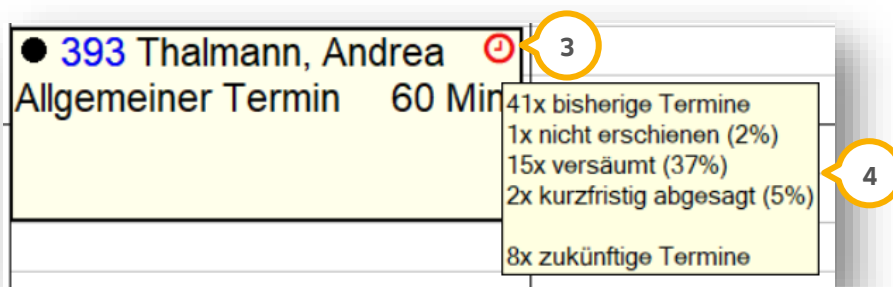 393 Thalmann, Andrea
3
Allgemeiner Termin 60 Min
41x bisherige Termine
1x nicht erschienen (2%)
15x versäumt (37%)
4
2x kurzfristig abgesagt (5%)
8x zukünftige Termine